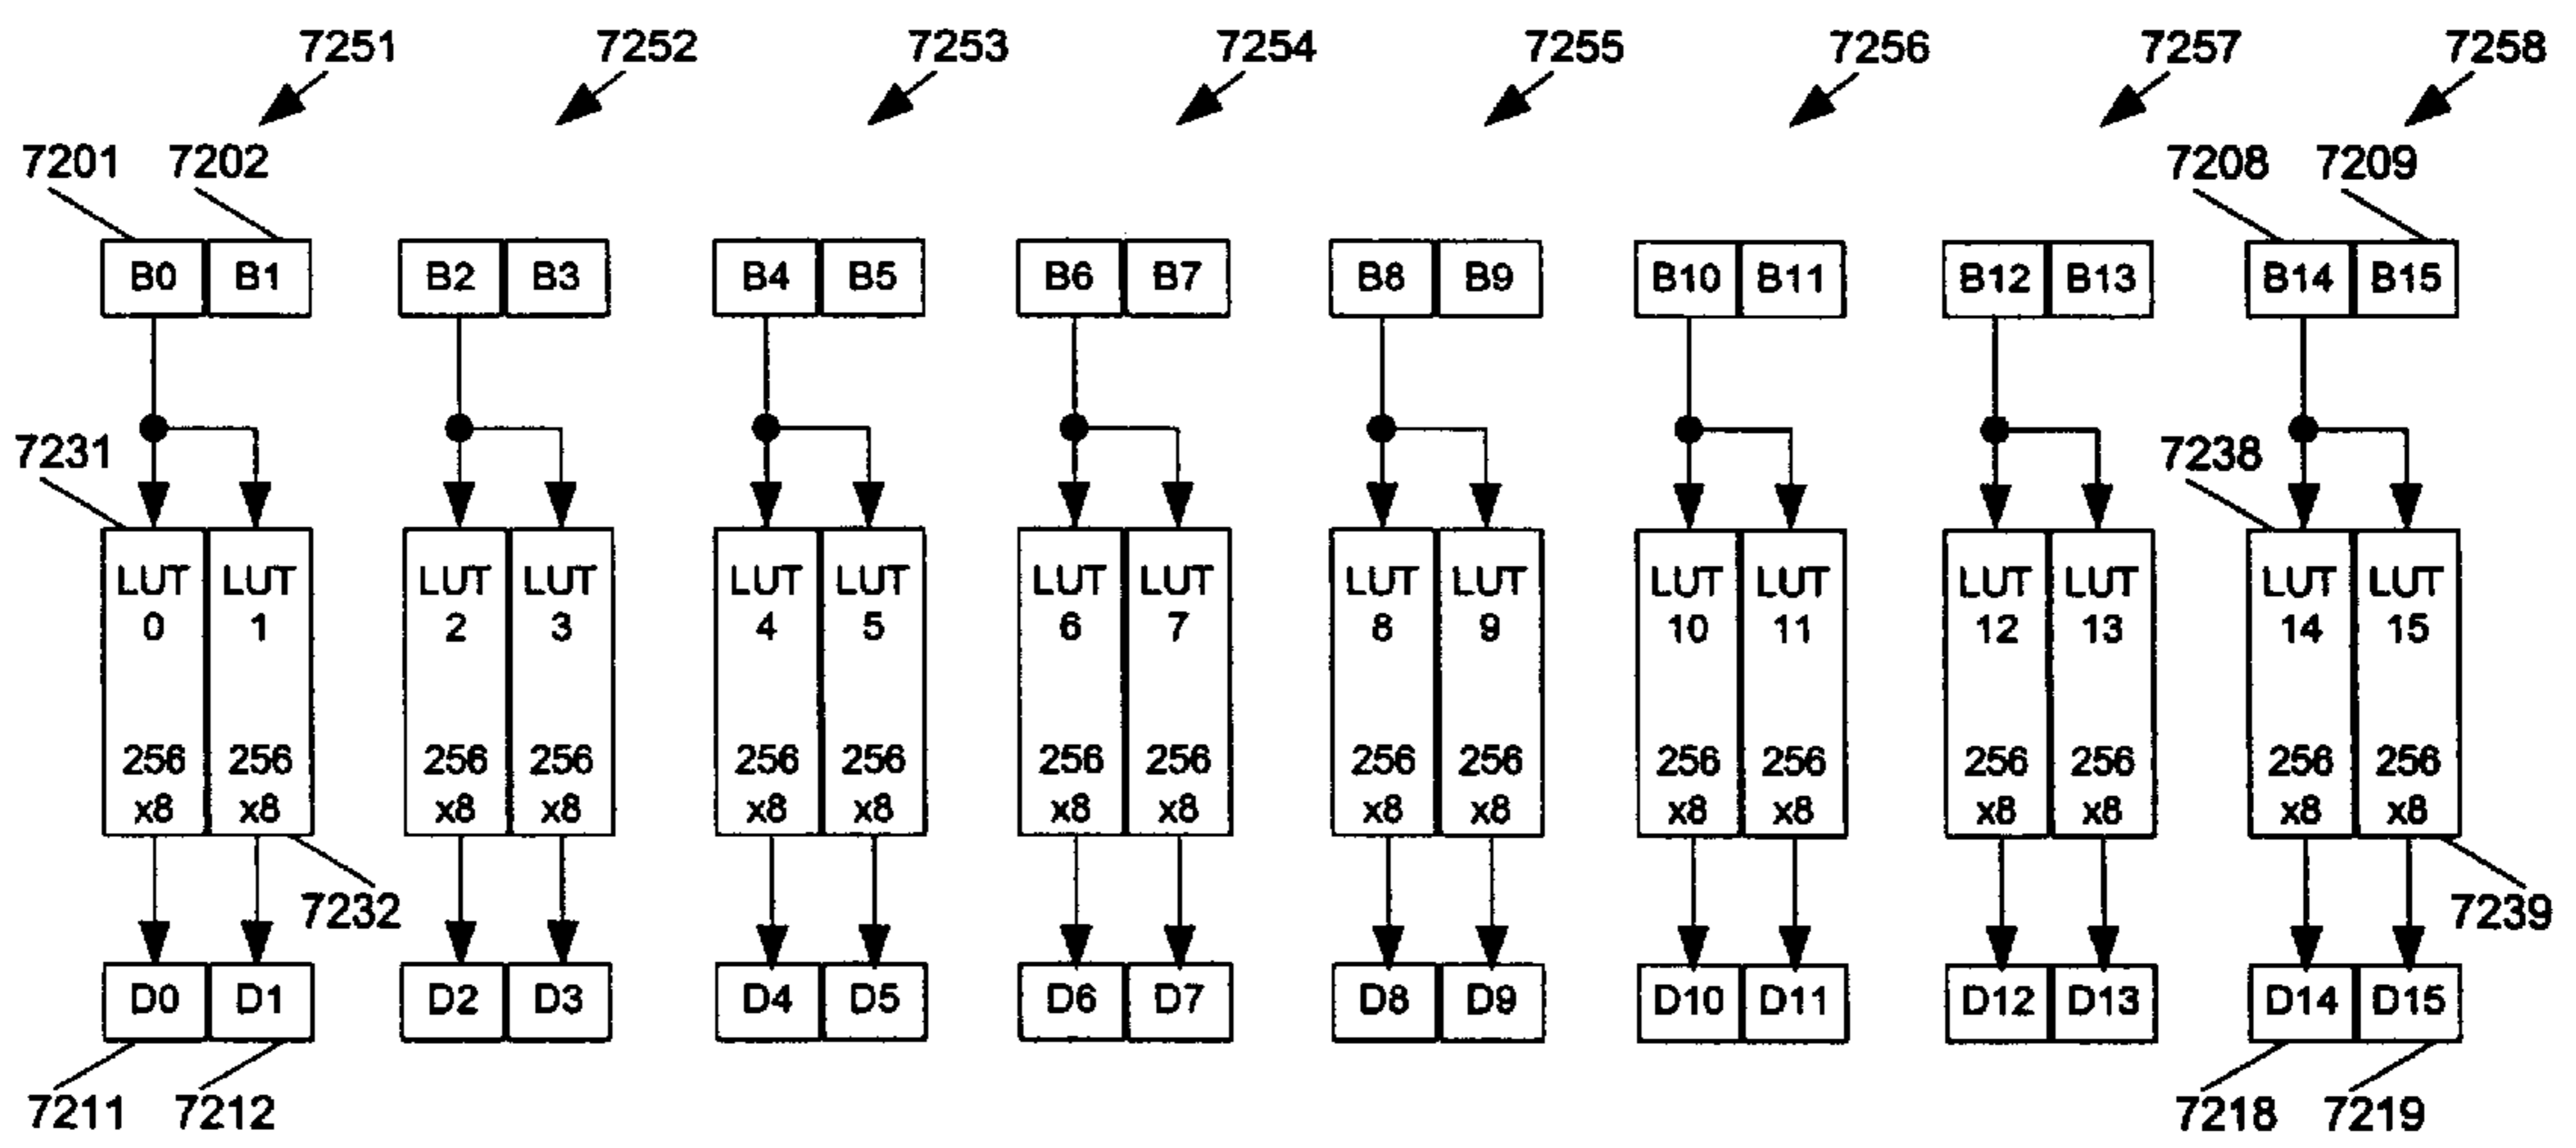 7251 7252 7253 7254 7255 7256 7257 7258
7201 7202 7208 7209
B0 B1 B2 B3 B4 B5 B6 B7 B8 B9 B10 B11 B12 B13 B14 B15
7231 7238
LUT LUT LUT LUT LUT LUT LUT LUT LUT LUT LUT LUT LUT LUT LUT LUT
0 1 2 3 4 5 6 7 8 9 10 11 12 13 14 15
256 256 256 256 256 256 256 256 256 256 256 256 256 256 256 256
x8 x8 x8 x8 x8 x8 x8 x8 x8 x8 x8 x8 x8 x8 x8 x8
7232 7239
D0 D1 D2 D3 D4 D5 D6 D7 D8 D9 D10 D11 D12 D13 D14 D15
7211 7212 7218 7219